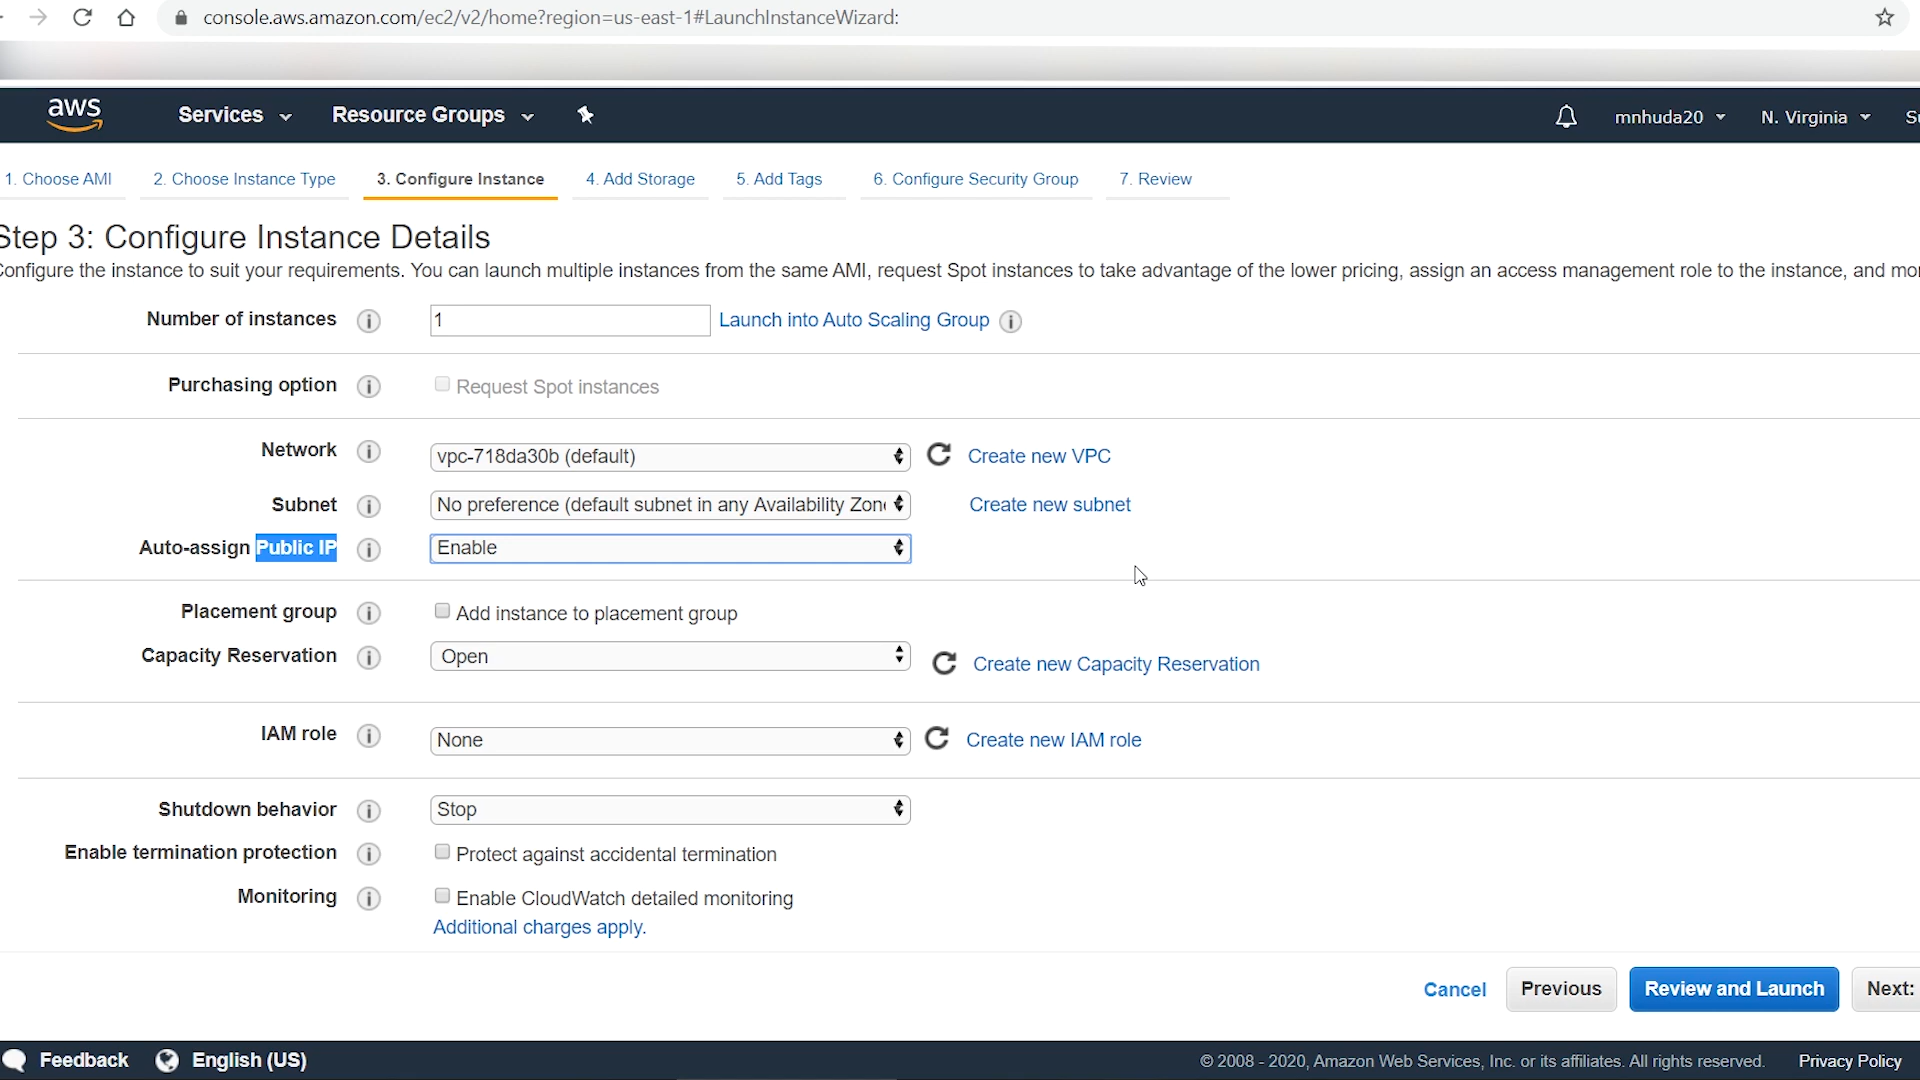 console.aws.amazon.com/ec2/v2/home?region=us-east-1#LaunchInstanceWizard:
aws Services Resource Groups mnhuda20 N. Virginia
1. Choose AMI 2. Choose Instance Type 3. Configure Instance 4. Add Storage 5. Add Tags 6. Configure Security Group 7. Review
Step 3: Configure Instance Details
Configure the instance to suit your requirements. You can launch multiple instances from the same AMI, request Spot instances to take advantage of the lower pricing, assign an access management role to the instance, and
Number of instances i 1 Launch into Auto Scaling Group i
Purchasing option i Request Spot instances
Network i vpc-718da30b (default) Create new VPC
Subnet i No preference (default subnet in any Availability Zon Create new subnet
Auto-assign Public IP i Enable
Placement group i Add instance to placement group
Capacity Reservation i Open Create new Capacity Reservation
IAM role i None Create new IAM role
Shutdown behavior i Stop
Enable termination protection i Protect against accidental termination
Monitoring i Enable CloudWatch detailed monitoring
Additional charges apply.
Cancel Previous Review and Launch Next:
Feedback English (US) © 2008 - 2020, Amazon Web Services, Inc. or its affiliates. All rights reserved. Privacy Policy